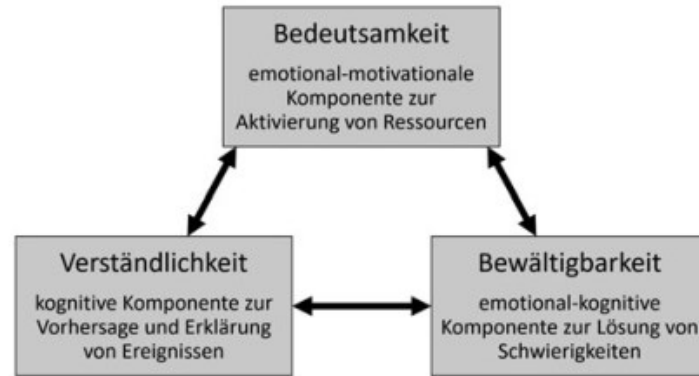 Bedeutsamkeit
emotional-motivationale
Komponente zur
Aktivierung von Ressourcen
Verständlichkeit
kognitive Komponente zur
Vorhersage und Erklärung
von Ereignissen
Bewältigbarkeit
emotional-kognitive
Komponente zur Lösung von
Schwierigkeiten